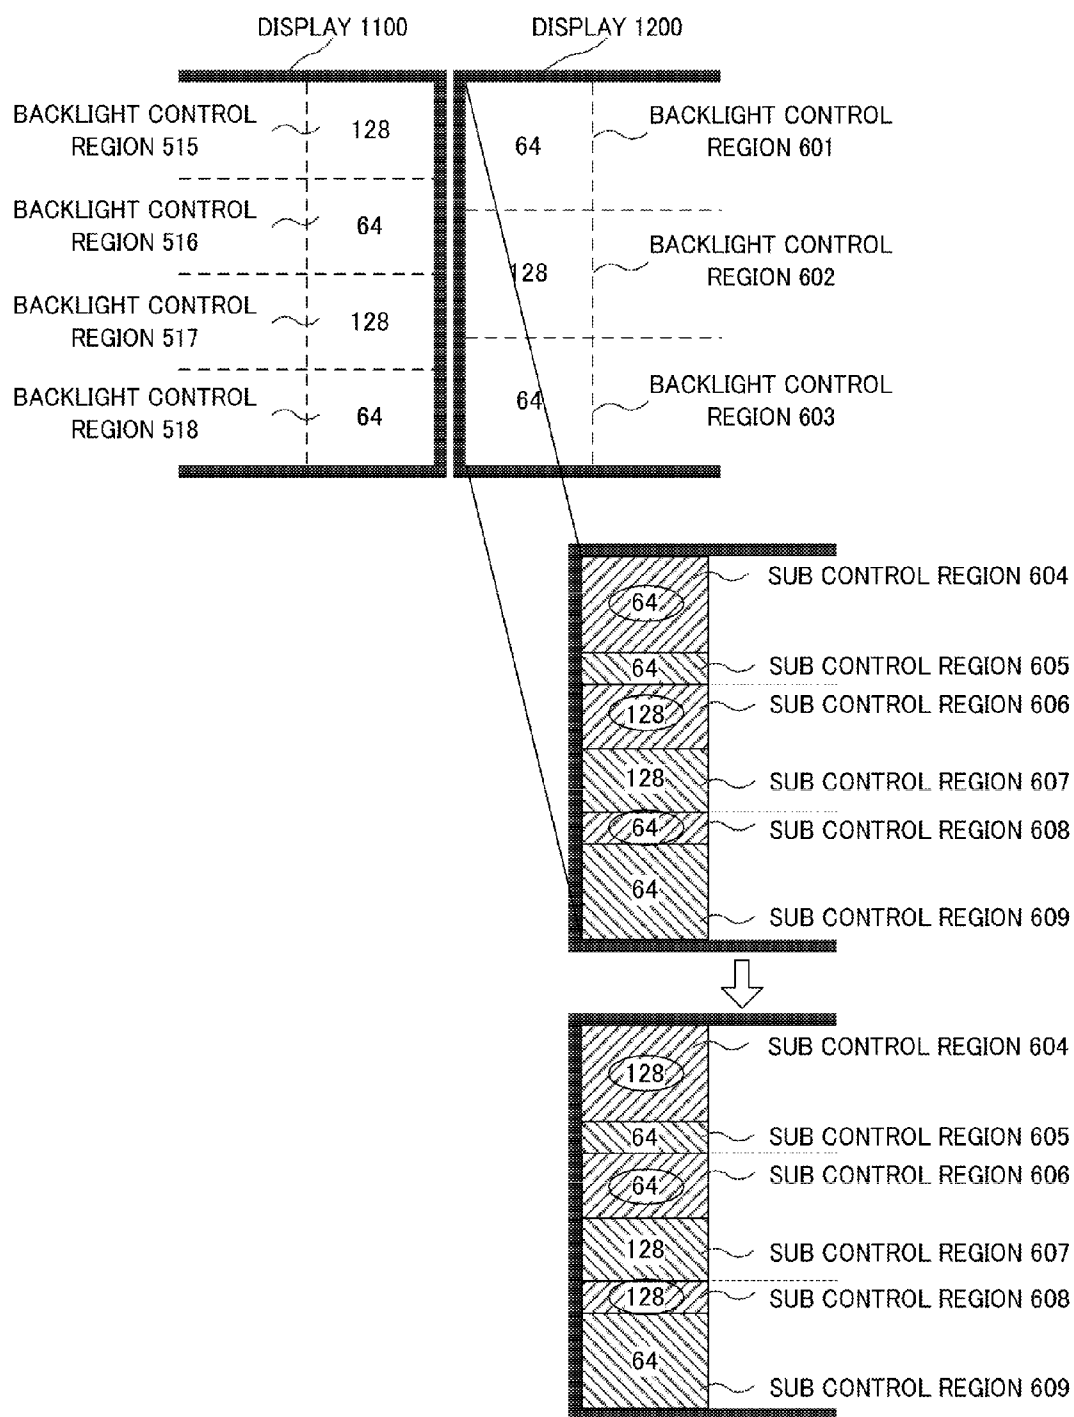 DISPLAY 1100
DISPLAY 1200
BACKLIGHT CONTROL
REGION 515
128
64
BACKLIGHT CONTROL
REGION 601
BACKLIGHT CONTROL
REGION 516
64
128
BACKLIGHT CONTROL
REGION 602
BACKLIGHT CONTROL
REGION 517
128
BACKLIGHT CONTROL
REGION 518
64
64
BACKLIGHT CONTROL
REGION 603
64
SUB CONTROL REGION 604
64
SUB CONTROL REGION 605
128
SUB CONTROL REGION 606
128
SUB CONTROL REGION 607
64
SUB CONTROL REGION 608
64
SUB CONTROL REGION 609
128
SUB CONTROL REGION 604
64
SUB CONTROL REGION 605
64
SUB CONTROL REGION 606
128
SUB CONTROL REGION 607
128
SUB CONTROL REGION 608
64
SUB CONTROL REGION 609